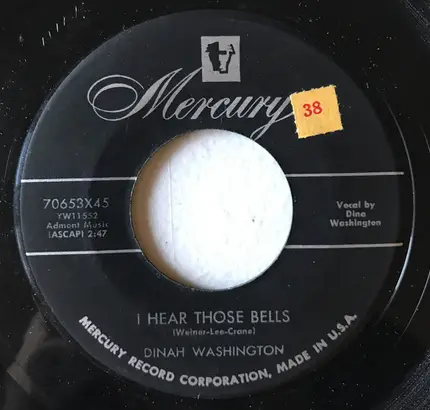 Mercury
38
70653X45
YW11552
Admont Music
(ASCAP) 2:47
Vocal by
Dina
Washington
I HEAR THOSE BELLS
(Weiner-Lee-Crane)
DINAH WASHINGTON
MERCURY RECORD CORPORATION, MADE IN U.S.A.